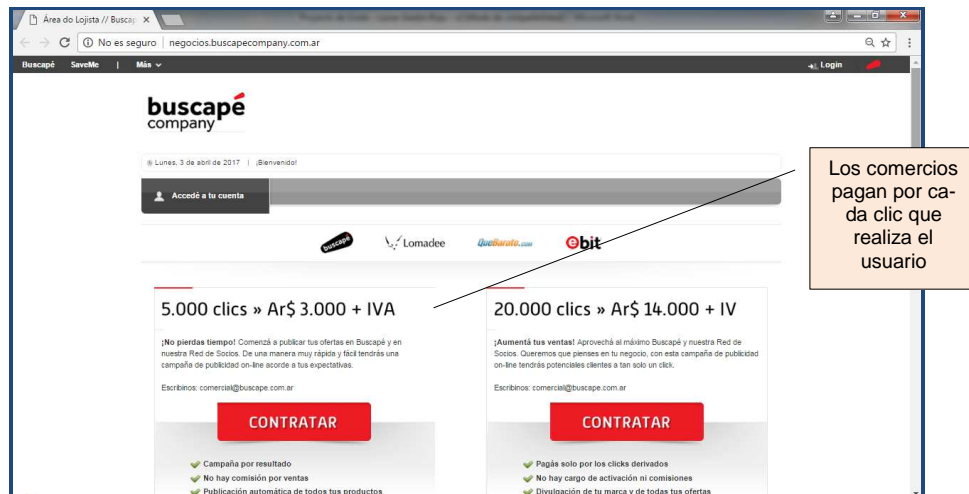 Área do Lojista // Buscap
No es seguro | negocios.buscapecompany.com.ar
Buscapé SaveMe | Más Login
buscapé
company
Lunes, 3 de abril de 2017 | ¡Bienvenido!
Accedé a tu cuenta
buscapé Lomadee QueBarato.com ebit
Los comercios
pagan por ca-
da clic que
realiza el
usuario
5.000 clics » Ar$ 3.000 + IVA
¡No pierdas tiempo! Comenzá a publicar tus ofertas en Buscapé y en
nuestra Red de Socios. De una manera muy rápida y fácil tendrás una
campaña de publicidad on-line acorde a tus expectativas.
Escribinos: comercial@buscape.com.ar
CONTRATAR
Campaña por resultado
No hay comisión por ventas
Publicación automática de todos tus productos
20.000 clics » Ar$ 14.000 + IV
¡Aumentá tus ventas! Aprovechá al máximo Buscapé y nuestra Red de
Socios. Queremos que pienses en tu negocio, con esta campaña de publicidad
on-line tendrás potenciales clientes a tan solo un click.
Escribinos: comercial@buscape.com.ar
CONTRATAR
Pagás solo por los clicks derivados
No hay cargo de activación ni comisiones
Divulgación de tu marca y de todas tus ofertas